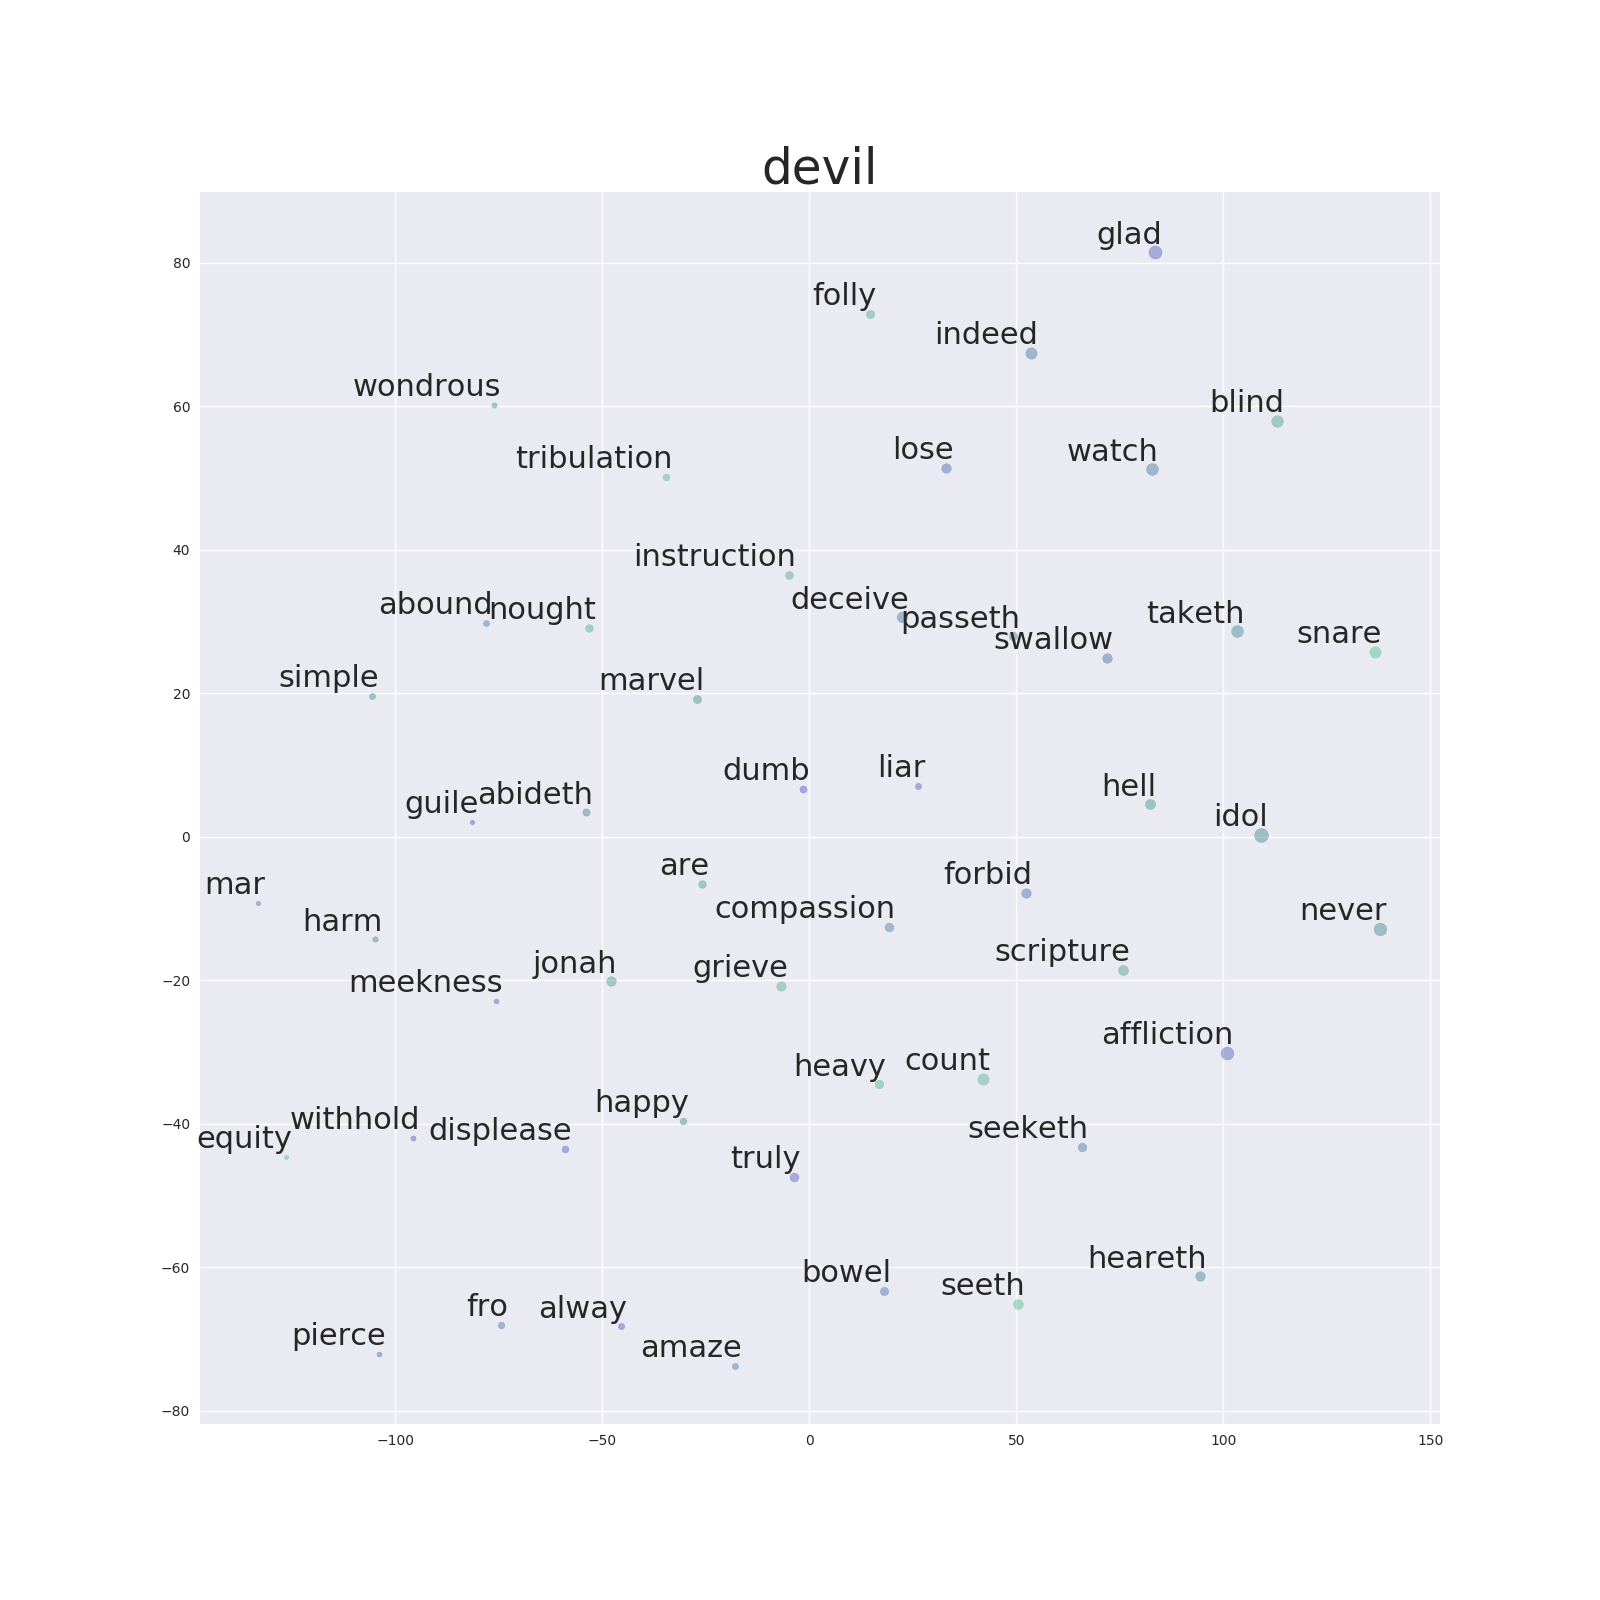 devil
glad
folly
indeed
wondrous
blind
lose
watch
tribulation
instruction
deceive
abound
nought
passeth
taketh
snare
swallow
simple
marvel
dumb
liar
hell
guile
abideth
idol
are
forbid
mar
compassion
never
harm
scripture
jonah
grieve
meekness
affliction
heavy
count
happy
withhold
displease
seeketh
equity
truly
heareth
bowel
seeth
fro
alway
pierce
amaze
80
60
40
20
0
−20
−40
−60
−80
−100
−50
0
50
100
150